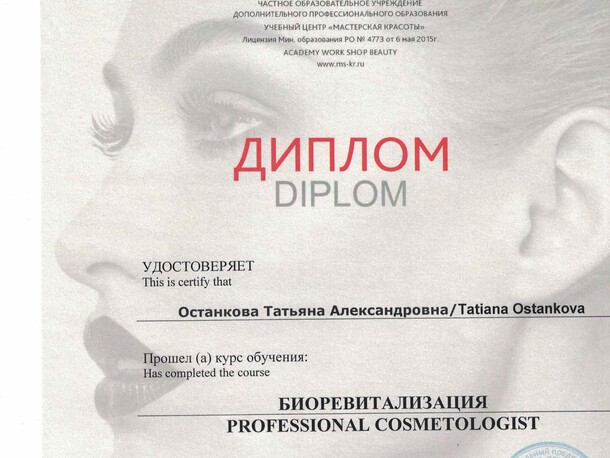 ЧАСТНОЕ ОБРАЗОВАТЕЛЬНОЕ УЧРЕЖДЕНИЕ
ДОПОЛНИТЕЛЬНОГО ПРОФЕССИОНАЛЬНОГО ОБРАЗОВАНИЯ
УЧЕБНЫЙ ЦЕНТР «МАСТЕРСКАЯ КРАСОТЫ»
Лицензия Мин. образования РО № 4773 от 6 мая 2015г.
ACADEMY WORK SHOP BEAUTY
www.ms-kr.ru
ДИПЛОМ
DIPLOM
УДОСТОВЕРЯЕТ
This is certify that
Останкова Татьяна Александровна/Tatiana Ostankova
Прошел (а) курс обучения:
Has completed the course
БИОРЕВИТАЛИЗАЦИЯ
PROFESSIONAL COSMETOLOGIST